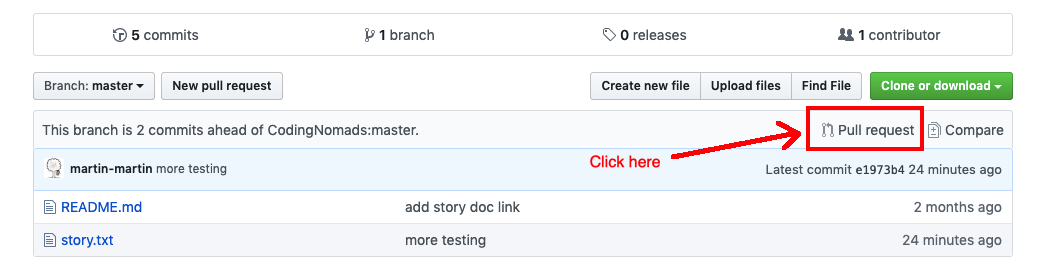 5 commits 1 branch 0 releases 1 contributor
Branch: master New pull request Create new file Upload files Find File Clone or download
This branch is 2 commits ahead of CodingNomads:master. Pull request Compare
Click here
martin-martin more testing Latest commit e1973b4 24 minutes ago
README.md add story doc link 2 months ago
story.txt more testing 24 minutes ago